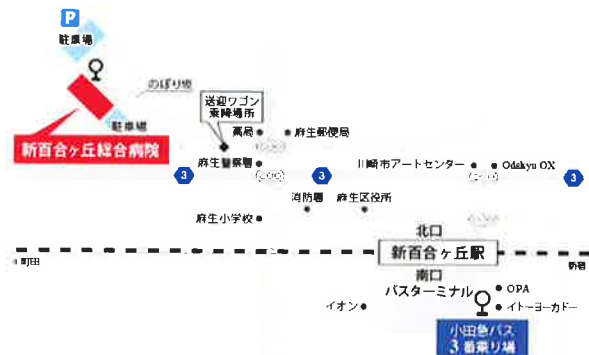 P
駐車場
のぼり坂
送迎ワゴン
乗降場所
駐車場
薬局
麻生郵便局
新百合ヶ丘総合病院
麻生警察署
川崎市アートセンター
Odakyu OX
3
3
3
消防署
麻生区役所
麻生小学校
北口
新百合ヶ丘駅
町田
新宿
南口
バスターミナル
OPA
イオン
イトーヨーカドー
小田急バス
3番乗り場